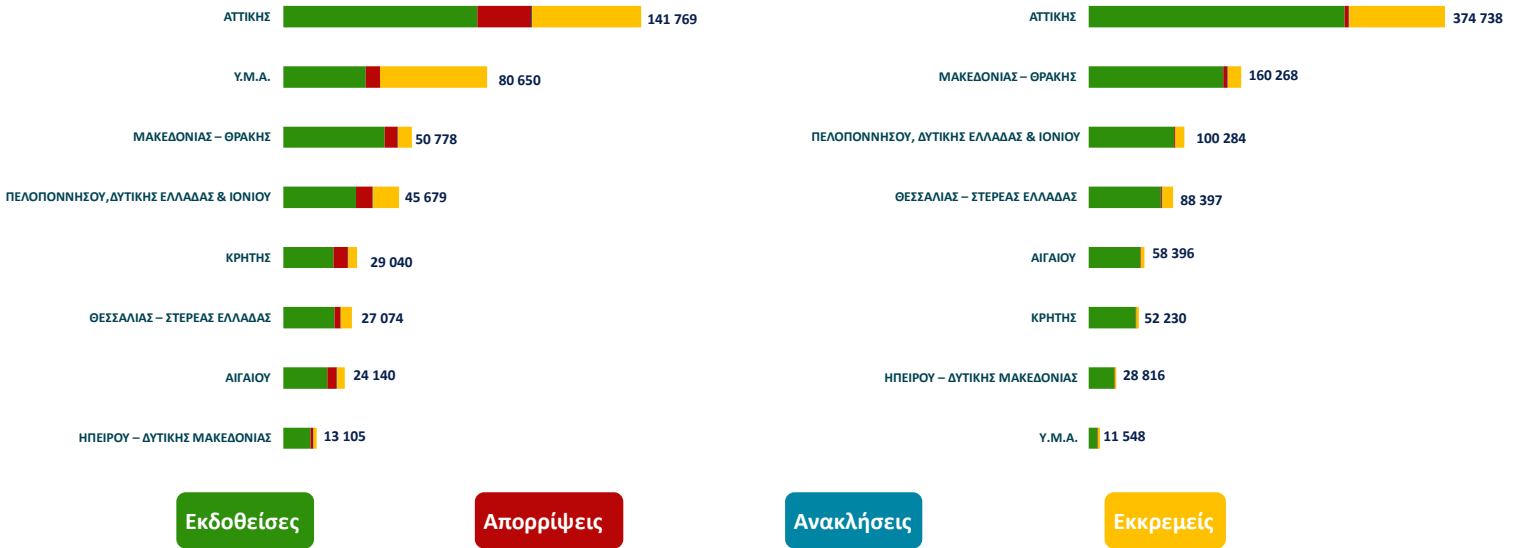 ΑΤΤΙΚΗΣ
141 769
Υ.Μ.Α.
80 650
ΜΑΚΕΔΟΝΙΑΣ – ΘΡΑΚΗΣ
50 778
ΠΕΛΟΠΟΝΝΗΣΟΥ,ΔΥΤΙΚΗΣ ΕΛΛΑΔΑΣ & ΙΟΝΙΟΥ
45 679
ΚΡΗΤΗΣ
29 040
ΘΕΣΣΑΛΙΑΣ – ΣΤΕΡΕΑΣ ΕΛΛΑΔΑΣ
27 074
ΑΙΓΑΙΟΥ
24 140
ΗΠΕΙΡΟΥ – ΔΥΤΙΚΗΣ ΜΑΚΕΔΟΝΙΑΣ
13 105
ΑΤΤΙΚΗΣ
374 738
ΜΑΚΕΔΟΝΙΑΣ – ΘΡΑΚΗΣ
160 268
ΠΕΛΟΠΟΝΝΗΣΟΥ, ΔΥΤΙΚΗΣ ΕΛΛΑΔΑΣ & ΙΟΝΙΟΥ
100 284
ΘΕΣΣΑΛΙΑΣ – ΣΤΕΡΕΑΣ ΕΛΛΑΔΑΣ
88 397
ΑΙΓΑΙΟΥ
58 396
ΚΡΗΤΗΣ
52 230
ΗΠΕΙΡΟΥ – ΔΥΤΙΚΗΣ ΜΑΚΕΔΟΝΙΑΣ
28 816
Υ.Μ.Α.
11 548
Εκδοθείσες
Απορρίψεις
Ανακλήσεις
Εκκρεμείς